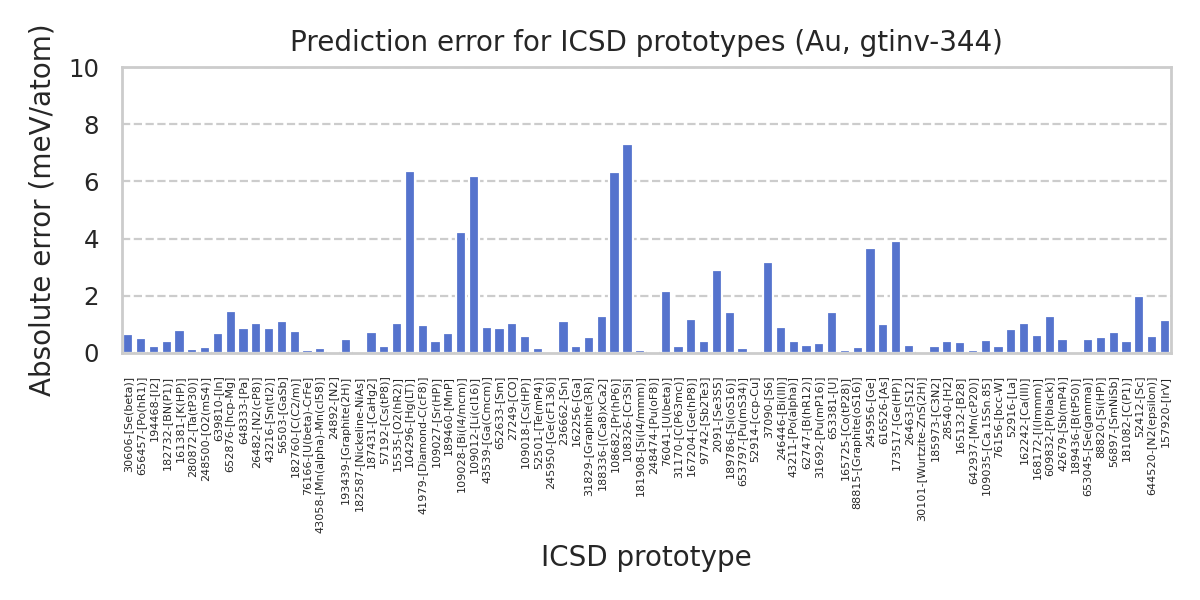 Prediction error for ICSD prototypes (Au, gtinv-344)
Absolute error (meV/atom)
10
8
6
4
2
0
30606-[Se(beta)]
656457-[Po(hR1)]
194468-[I2]
182732-[BN(P1)]
161381-[K(HP)]
280872-[Ta(tP30)]
248500-[O2(mS4)]
639810-[In]
652876-[hcp-Mg]
648333-[Pa]
26482-[N2(cP8)]
43216-[Sn(tI2)]
56503-[GaSb]
182760-[C(C2/m)]
76166-[U(beta)-CrFe]
43058-[Mn(alpha)-Mn(cI58)]
24892-[N2]
193439-[Graphite(2H)]
182587-[Nickeline-NiAs]
187431-[CaHg2]
57192-[Cs(tP8)]
15535-[O2(hR2)]
104296-[Hg(LT)]
41979-[Diamond-C(cF8)]
109027-[Sr(HP)]
189460-[MnP]
109028-[Bi(I4/mcm)]
109012-[Li(cI16)]
43539-[Ga(Cmcm)]
652633-[Sm]
27249-[CO]
109018-[Cs(HP)]
52501-[Te(mP4)]
245950-[Ge(cF136)]
236662-[Sn]
162256-[Ga]
31829-[Graphite(3R)]
188336-[(Ca8)xCa2]
108682-[Pr(hP6)]
108326-[Cr3Si]
181908-[Si(I4/mmm)]
248474-[Pu(oF8)]
76041-[U(beta)]
31170-[C(P63mc)]
167204-[Ge(hP8)]
97742-[Sb2Te3]
2091-[Se3S5]
189786-[Si(oS16)]
653797-[Pu(mS34)]
52914-[ccp-Cu]
37090-[S6]
246446-[Bi(III)]
43211-[Po(alpha)]
62747-[B(hR12)]
31692-[Pu(mP16)]
653381-[U]
165725-[Co(tP28)]
88815-[Graphite(oS16)]
245956-[Ge]
616526-[As]
173517-[Ge(HP)]
26463-[S12]
30101-[Wurtzite-ZnS(2H)]
185973-[C3N2]
28540-[H2]
165132-[B28]
642937-[Mn(cP20)]
109035-[Ca.15Sn.85]
76156-[bcc-W]
52916-[La]
162242-[Ca(III)]
168172-[I(Immm)]
609832-[P(black)]
42679-[Sb(mP4)]
189436-[B(tP50)]
653045-[Se(gamma)]
88820-[Si(HP)]
56897-[SmNiSb]
181082-[C(P1)]
52412-[Sc]
644520-[N2(epsilon)]
157920-[IrV]
ICSD prototype